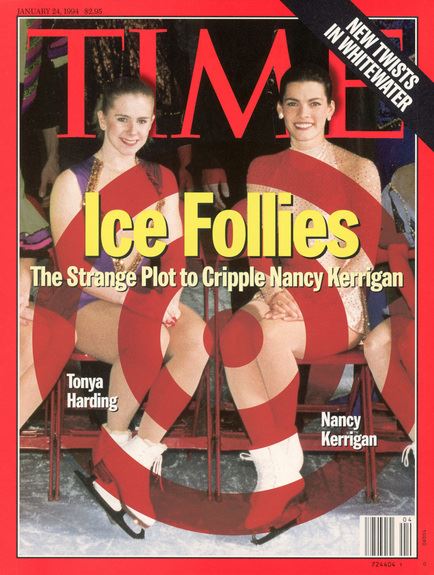 JANUARY 24, 1994 $2.95
NEW TWISTS
IN WHITEWATER
TIME
Ice Follies
The Strange Plot to Cripple Nancy Kerrigan
Tonya
Harding
Nancy
Kerrigan
04